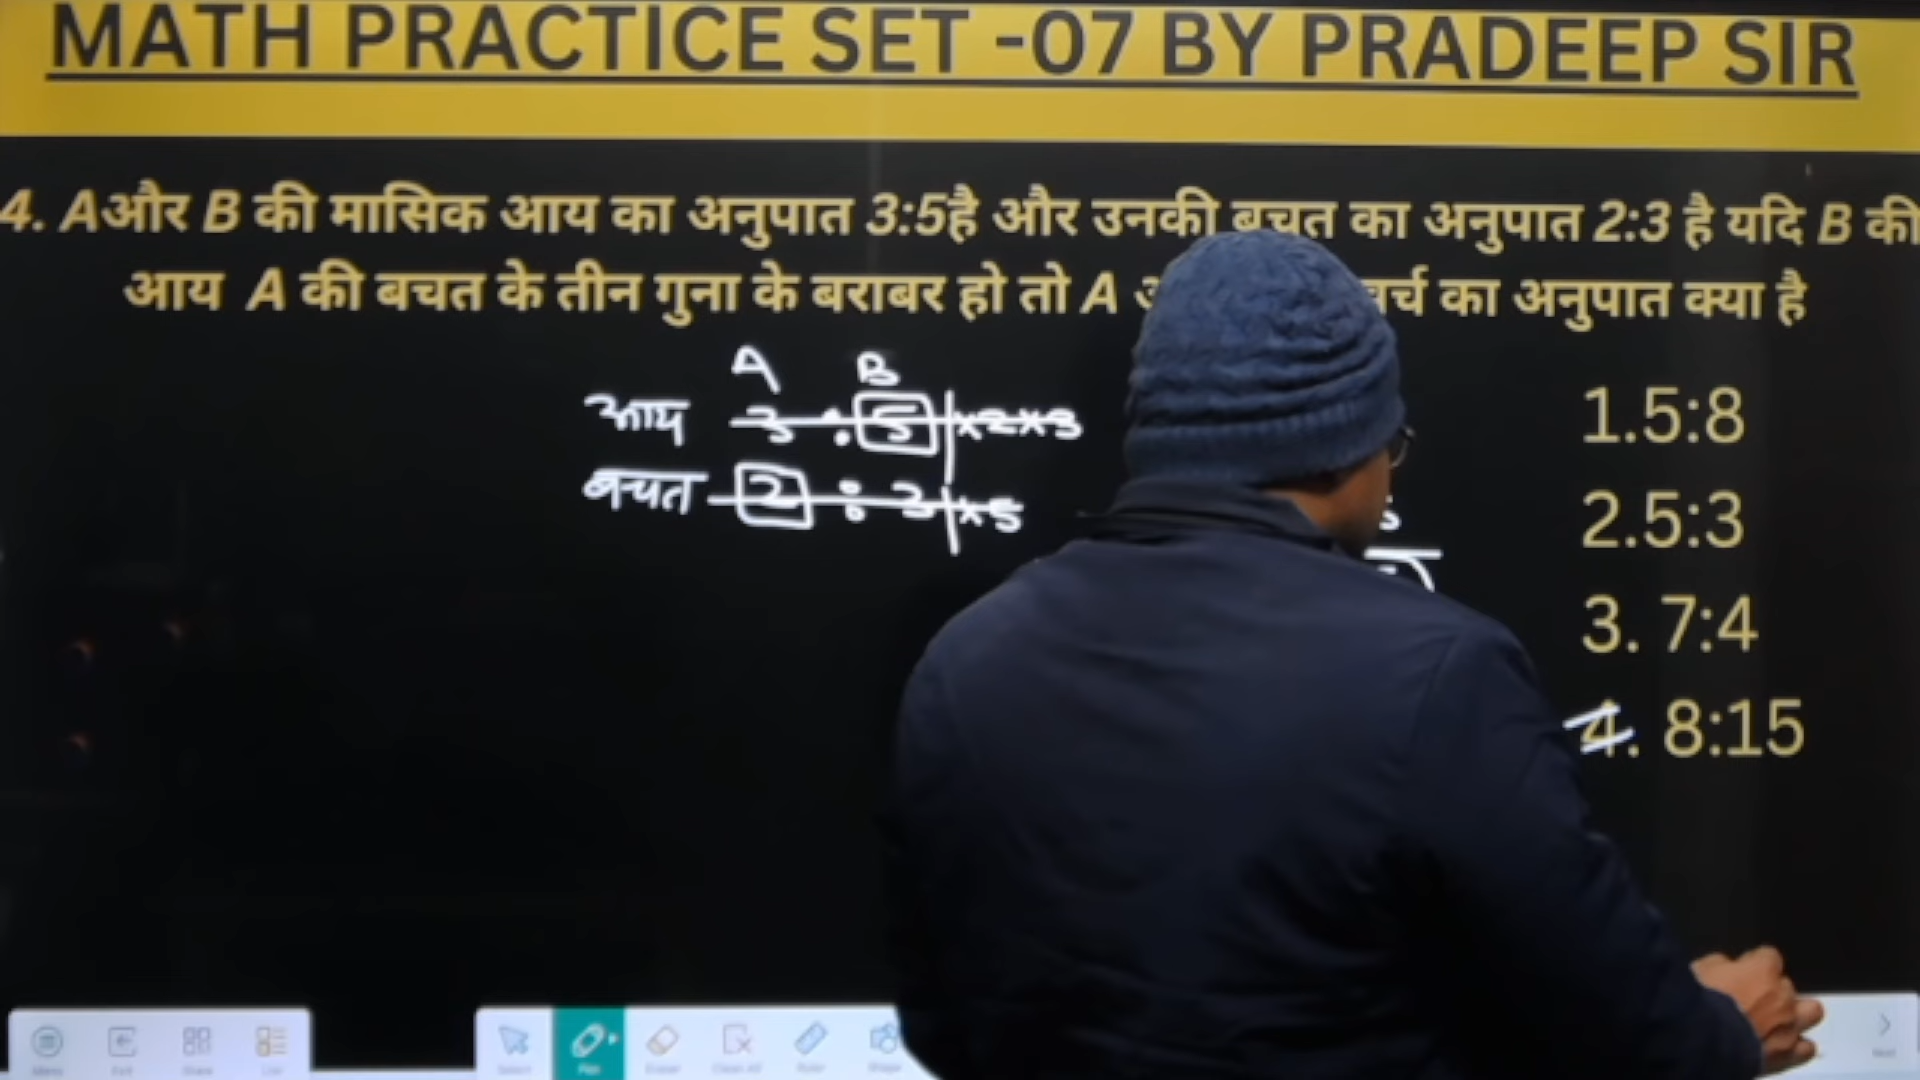 MATH PRACTICE SET -07 BY PRADEEP SIR
4. Aऔर B की मासिक आय का अनुपात 3:5है और उनकी बचत का अनुपात 2:3 है यदि B की
आय A की बचत के तीन गुना के बराबर हो तो A का अनुपात क्या है
A B
आय 3 : 5 ×2×3
बचत 2 : 3 ×5
1.5:8
2.5:3
3. 7:4
4. 8:15